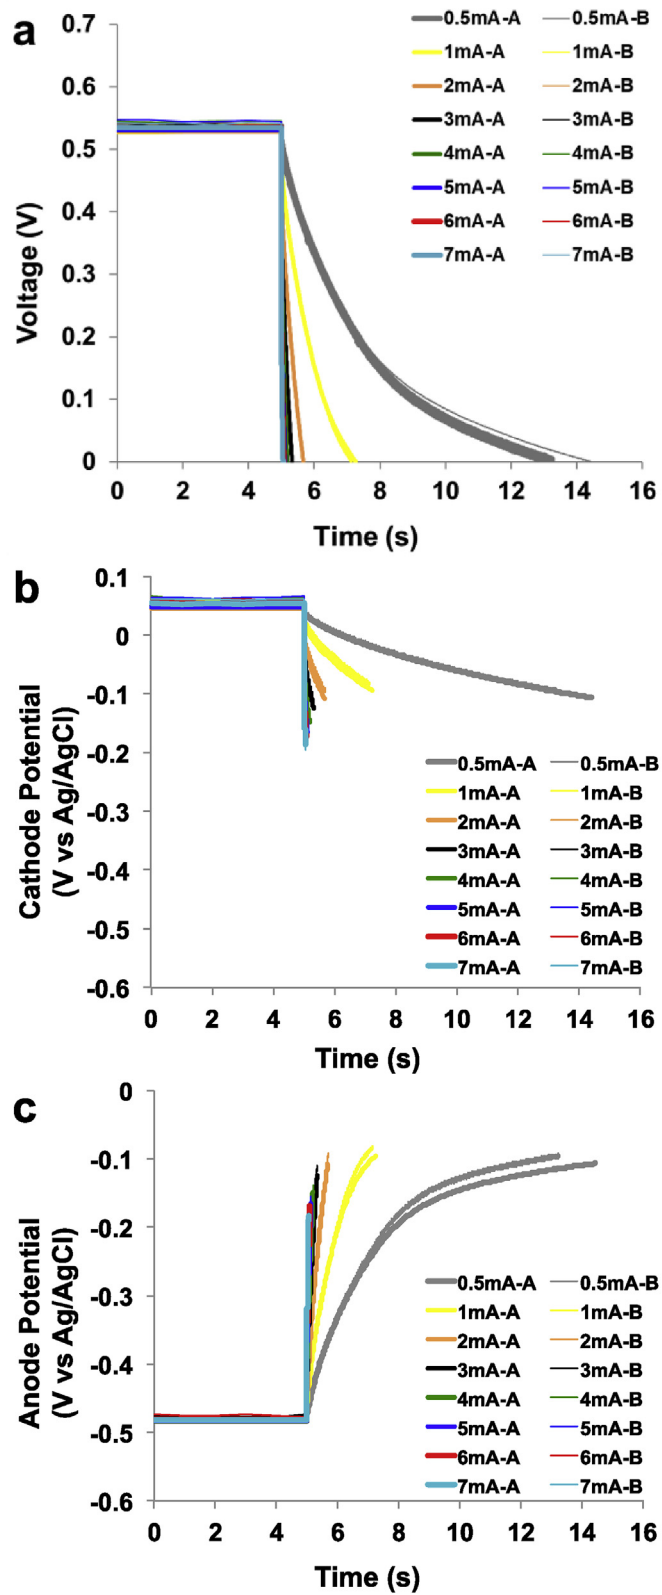 a
0.7
0.6
0.5
0.4
0.3
0.2
0.1
0
Voltage (V)
0.5mA-A 0.5mA-B
1mA-A 1mA-B
2mA-A 2mA-B
3mA-A 3mA-B
4mA-A 4mA-B
5mA-A 5mA-B
6mA-A 6mA-B
7mA-A 7mA-B
0 2 4 6 8 10 12 14 16
Time (s)
b
0.1
0
-0.1
-0.2
-0.3
-0.4
-0.5
-0.6
Cathode Potential
(V vs Ag/AgCl)
0.5mA-A 0.5mA-B
1mA-A 1mA-B
2mA-A 2mA-B
3mA-A 3mA-B
4mA-A 4mA-B
5mA-A 5mA-B
6mA-A 6mA-B
7mA-A 7mA-B
0 2 4 6 8 10 12 14 16
Time (s)
c
0
-0.1
-0.2
-0.3
-0.4
-0.5
-0.6
Anode Potential
(V vs Ag/AgCl)
0.5mA-A 0.5mA-B
1mA-A 1mA-B
2mA-A 2mA-B
3mA-A 3mA-B
4mA-A 4mA-B
5mA-A 5mA-B
6mA-A 6mA-B
7mA-A 7mA-B
0 2 4 6 8 10 12 14 16
Time (s)